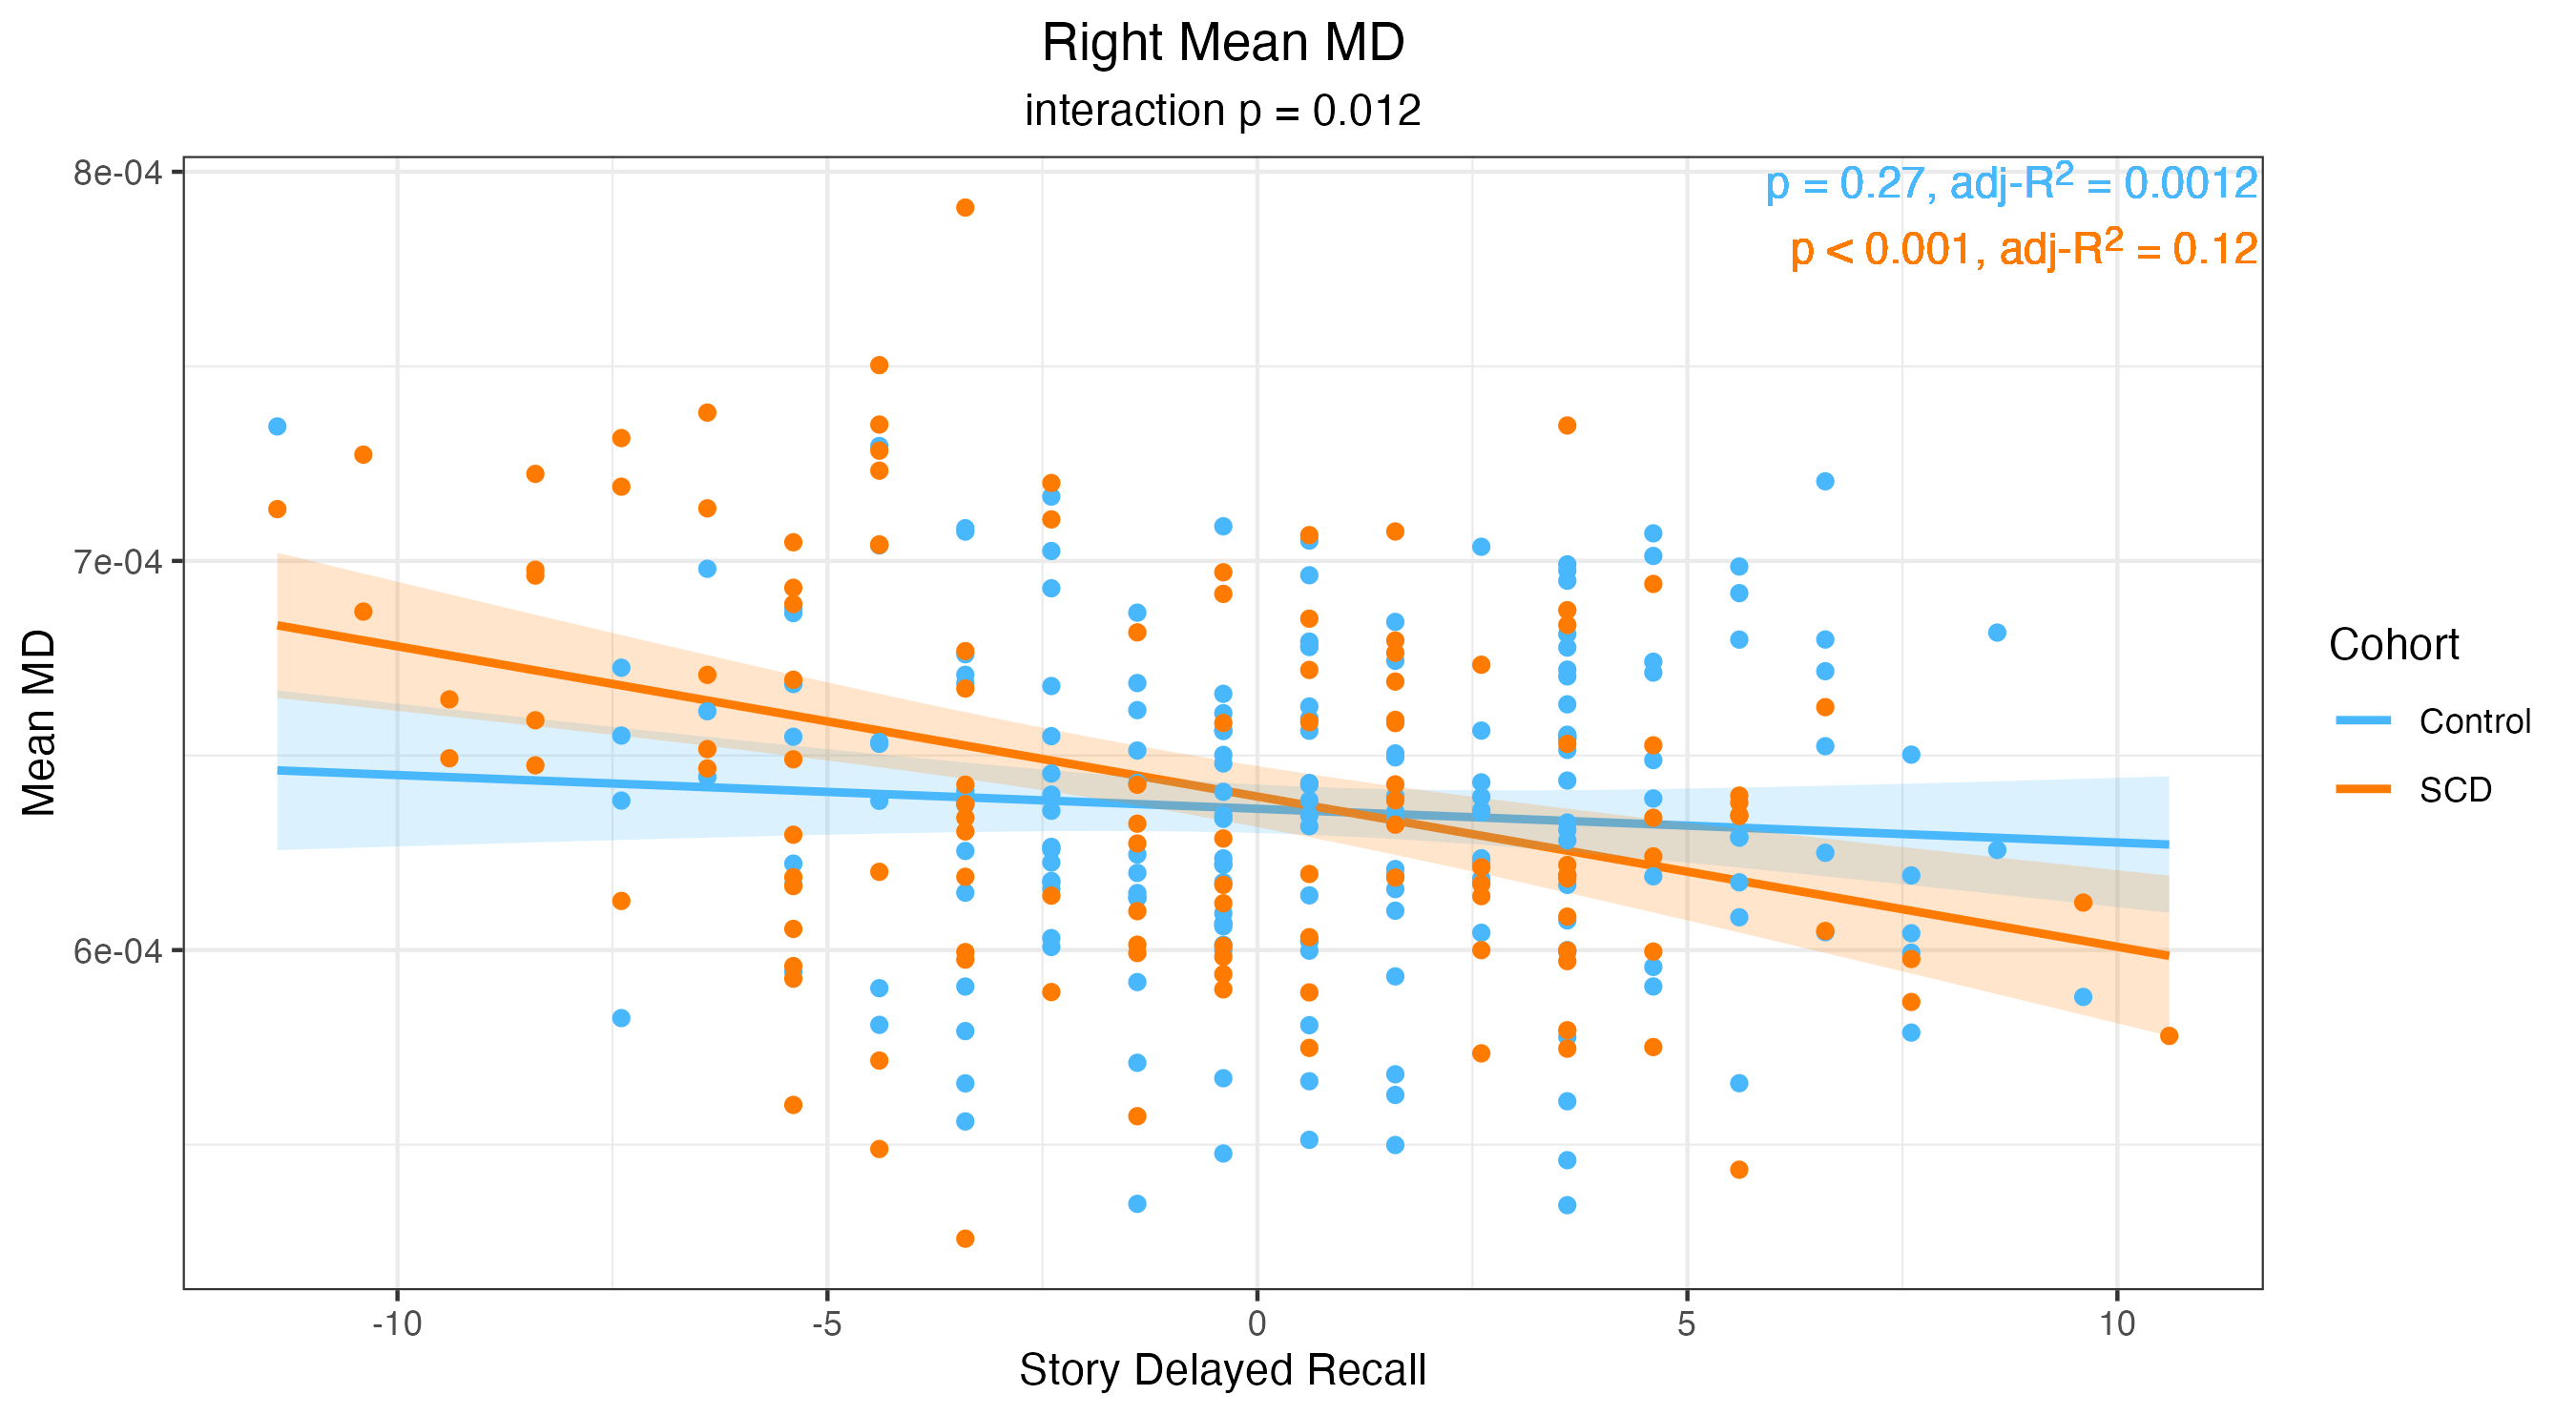 Right Mean MD
interaction p = 0.012
p = 0.27, adj-R² = 0.0012
p < 0.001, adj-R² = 0.12
8e-04
7e-04
6e-04
Mean MD
-10
-5
0
5
10
Story Delayed Recall
Cohort
Control
SCD